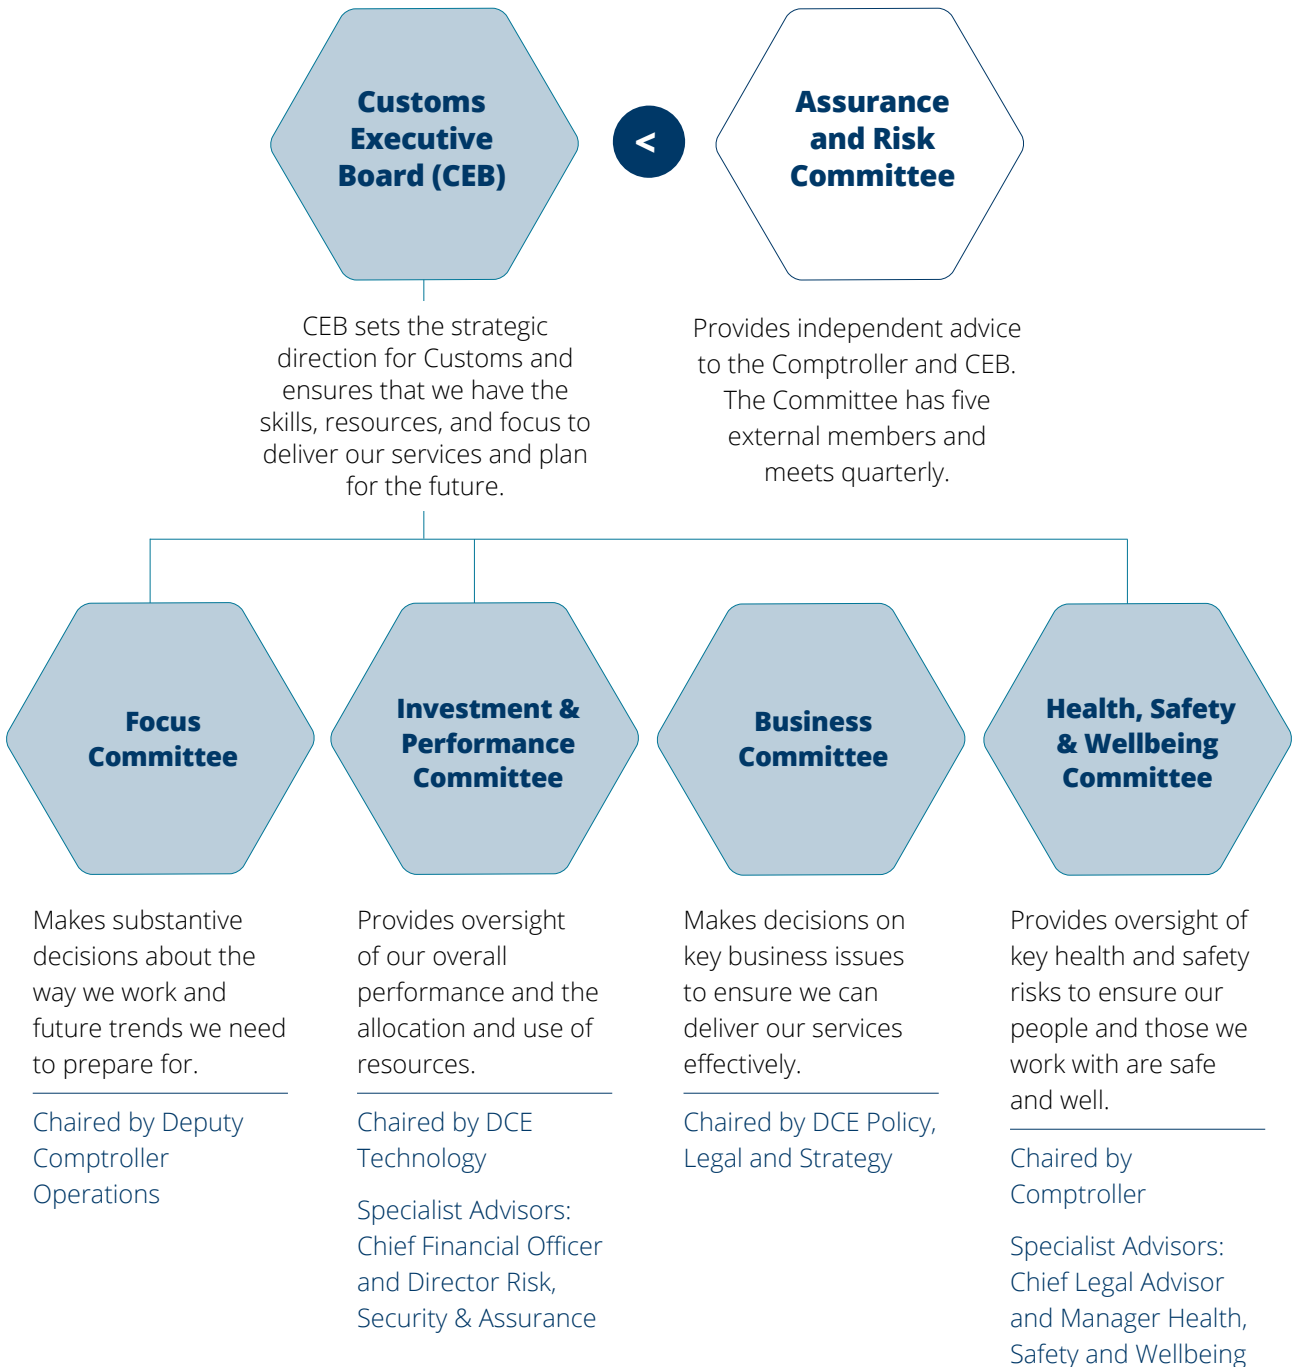 Customs
Executive
Board (CEB)
<
Assurance
and Risk
Committee
CEB sets the strategic
direction for Customs and
ensures that we have the
skills, resources, and focus to
deliver our services and plan
for the future.
Provides independent advice
to the Comptroller and CEB.
The Committee has five
external members and
meets quarterly.
Focus
Committee
Investment &
Performance
Committee
Business
Committee
Health, Safety
& Wellbeing
Committee
Makes substantive
decisions about the
way we work and
future trends we need
to prepare for.
Chaired by Deputy
Comptroller
Operations
Provides oversight
of our overall
performance and the
allocation and use of
resources.
Chaired by DCE
Technology
Specialist Advisors:
Chief Financial Officer
and Director Risk,
Security & Assurance
Makes decisions on
key business issues
to ensure we can
deliver our services
effectively.
Chaired by DCE Policy,
Legal and Strategy
Provides oversight of
key health and safety
risks to ensure our
people and those we
work with are safe
and well.
Chaired by
Comptroller
Specialist Advisors:
Chief Legal Advisor
and Manager Health,
Safety and Wellbeing